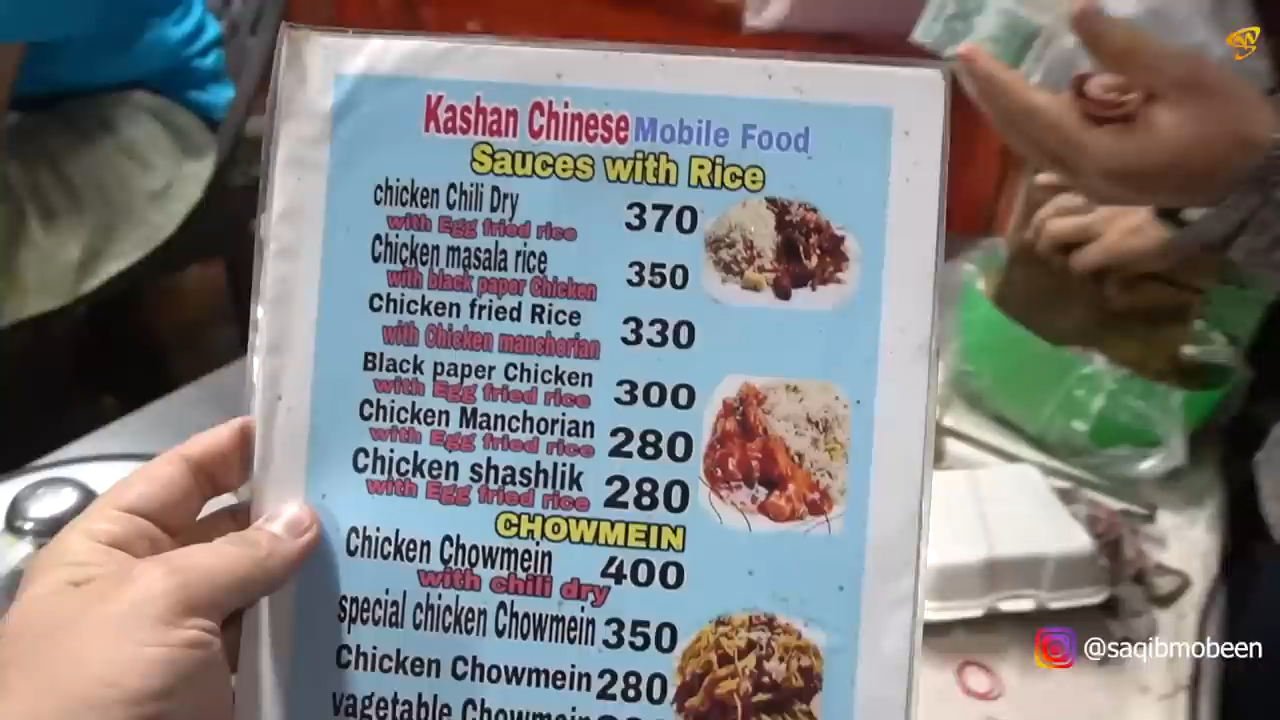 Kashan Chinese Mobile Food
Sauces with Rice
chicken Chili Dry 370
with Egg fried rice
Chicken masala rice 350
with black paper Chicken
Chicken fried Rice 330
with Chicken manchorian
Black paper Chicken 300
with Egg fried rice
Chicken Manchorian 280
with Egg fried rice
Chicken shashlik 280
with Egg fried rice
CHOWMEIN
Chicken Chowmein 400
with chili dry
special chicken Chowmein 350
Chicken Chowmein 280
vagetable Chowmein
@saqibmobeen